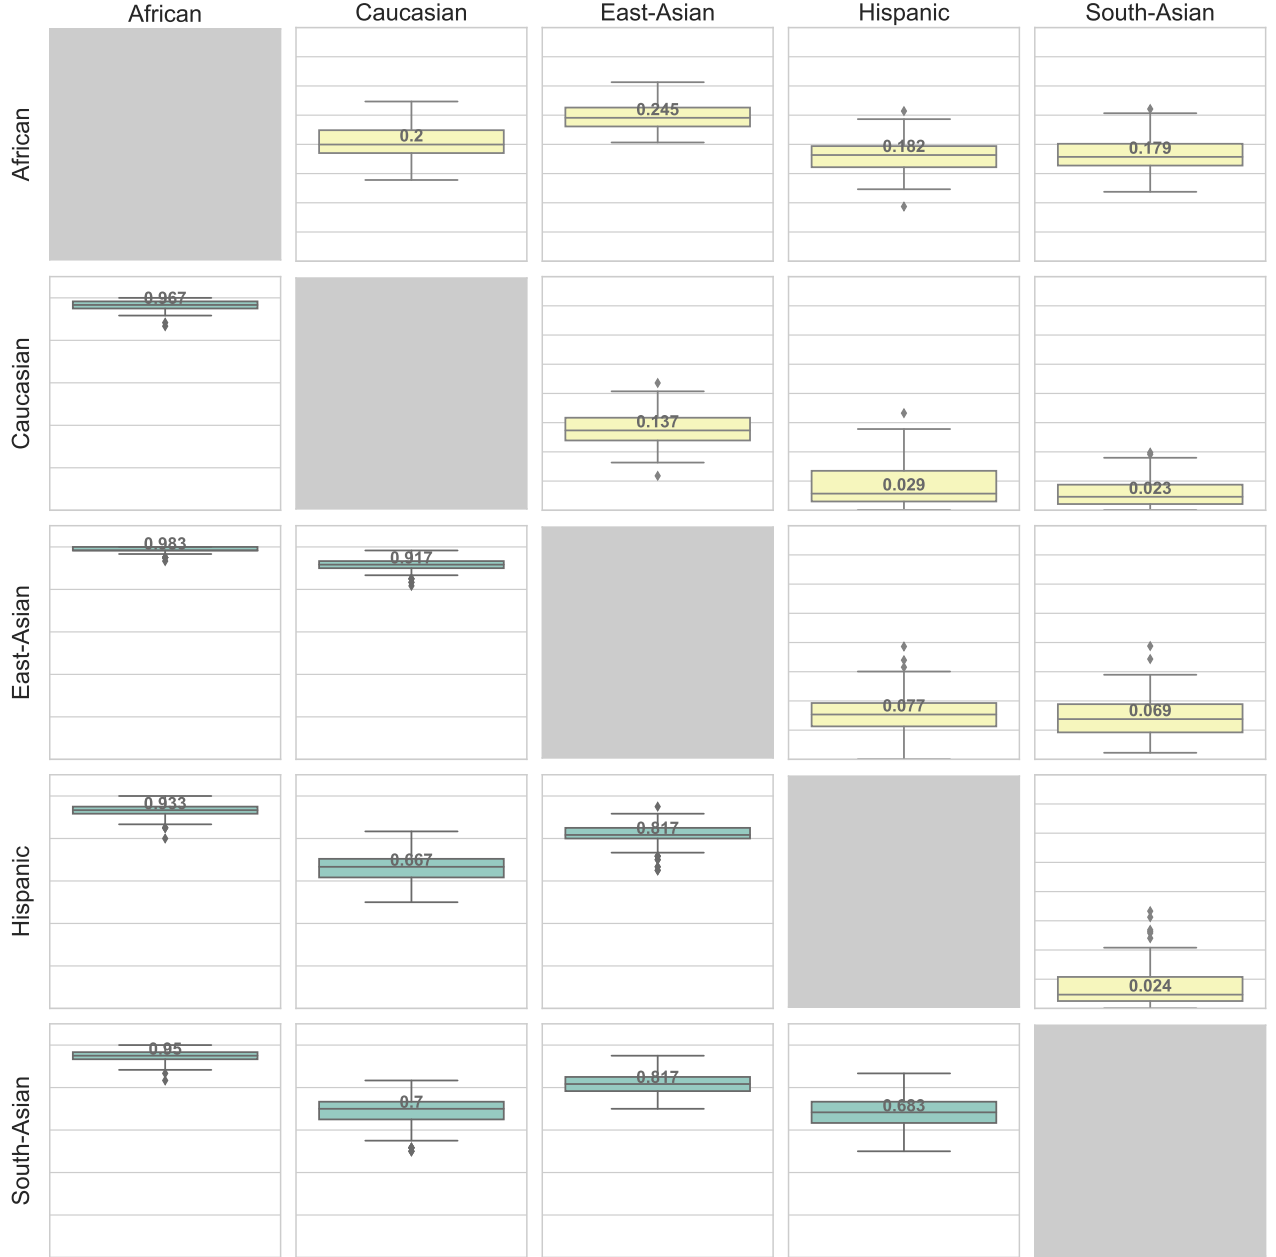 African Caucasian East-Asian Hispanic South-Asian
African 0.2 0.245 0.182 0.179
Caucasian 0.967 0.137 0.029 0.023
East-Asian 0.983 0.917 0.077 0.069
Hispanic 0.933 0.667 0.817 0.024
South-Asian 0.95 0.7 0.817 0.683